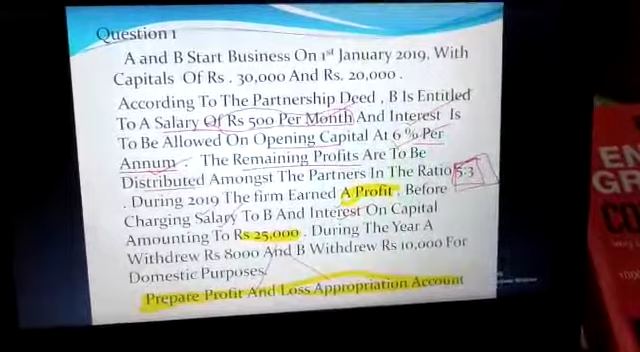 Question 1
A and B Start Business On 1st January 2019. With
Capitals Of Rs . 30,000 And Rs. 20,000 .
According To The Partnership Deed , B Is Entitled
To A Salary Of Rs 500 Per Month And Interest Is
To Be Allowed On Opening Capital At 6 % Per
Annum . The Remaining Profits Are To Be
Distributed Amongst The Partners In The Ratio 5:3
. During 2019 The firm Earned A Profit , Before
Charging Salary To B And Interest On Capital
Amounting To Rs 25,000 . During The Year A
Withdrew Rs 8000 And B Withdrew Rs 10,000 For
Domestic Purposes.
Prepare Profit And Loss Appropriation Account
EN
GR
CO